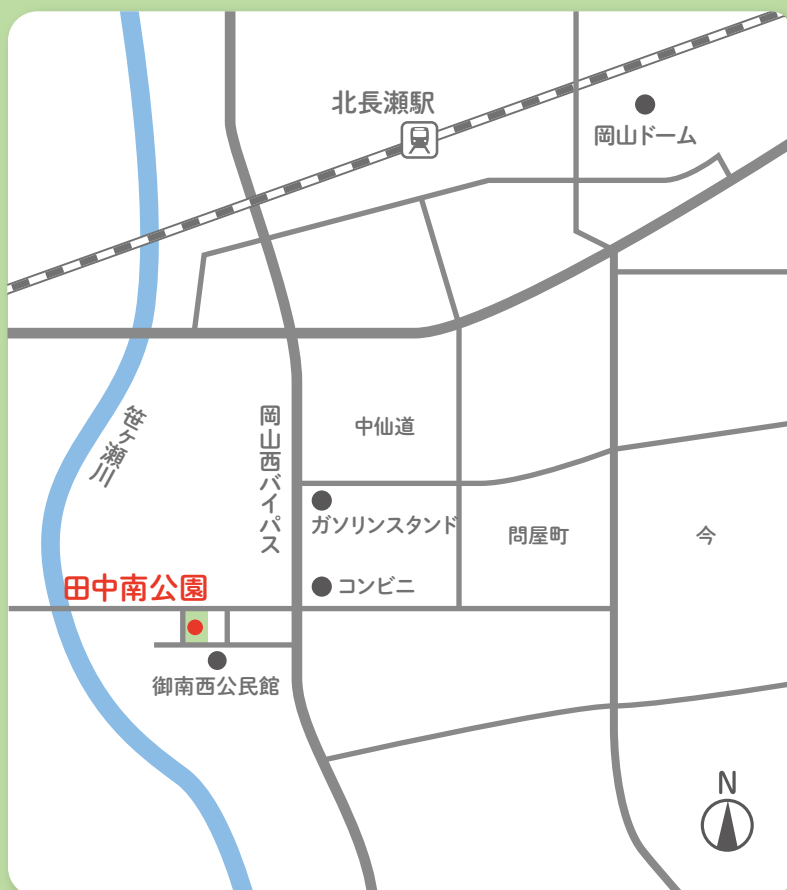 北長瀬駅
岡山ドーム
笹ヶ瀬川
岡山西バイパス
中仙道
ガソリンスタンド
問屋町
今
田中南公園
コンビニ
御南西公民館
N